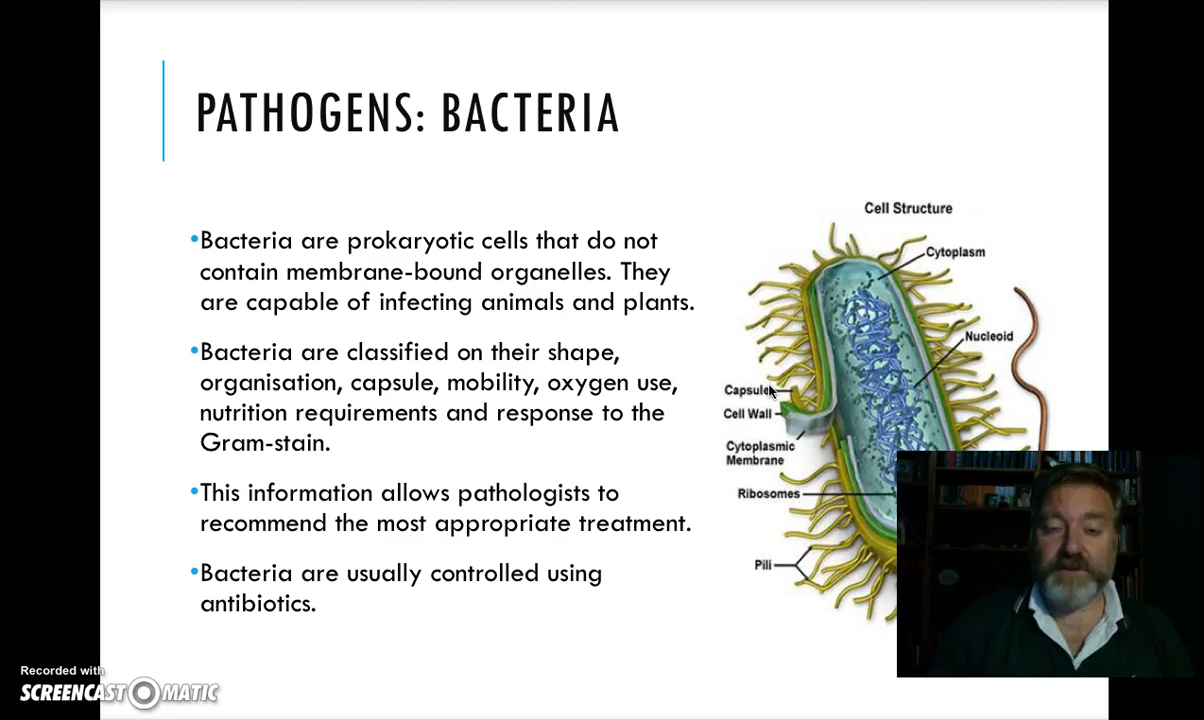 PATHOGENS: BACTERIA
•Bacteria are prokaryotic cells that do not
contain membrane-bound organelles. They
are capable of infecting animals and plants.
•Bacteria are classified on their shape,
organisation, capsule, mobility, oxygen use,
nutrition requirements and response to the
Gram-stain.
•This information allows pathologists to
recommend the most appropriate treatment.
•Bacteria are usually controlled using
antibiotics.
Cell Structure
Cytoplasm
Nucleoid
Capsule
Cell Wall
Cytoplasmic
Membrane
Ribosomes
Pili
Recorded with
SCREENCAST MATIC